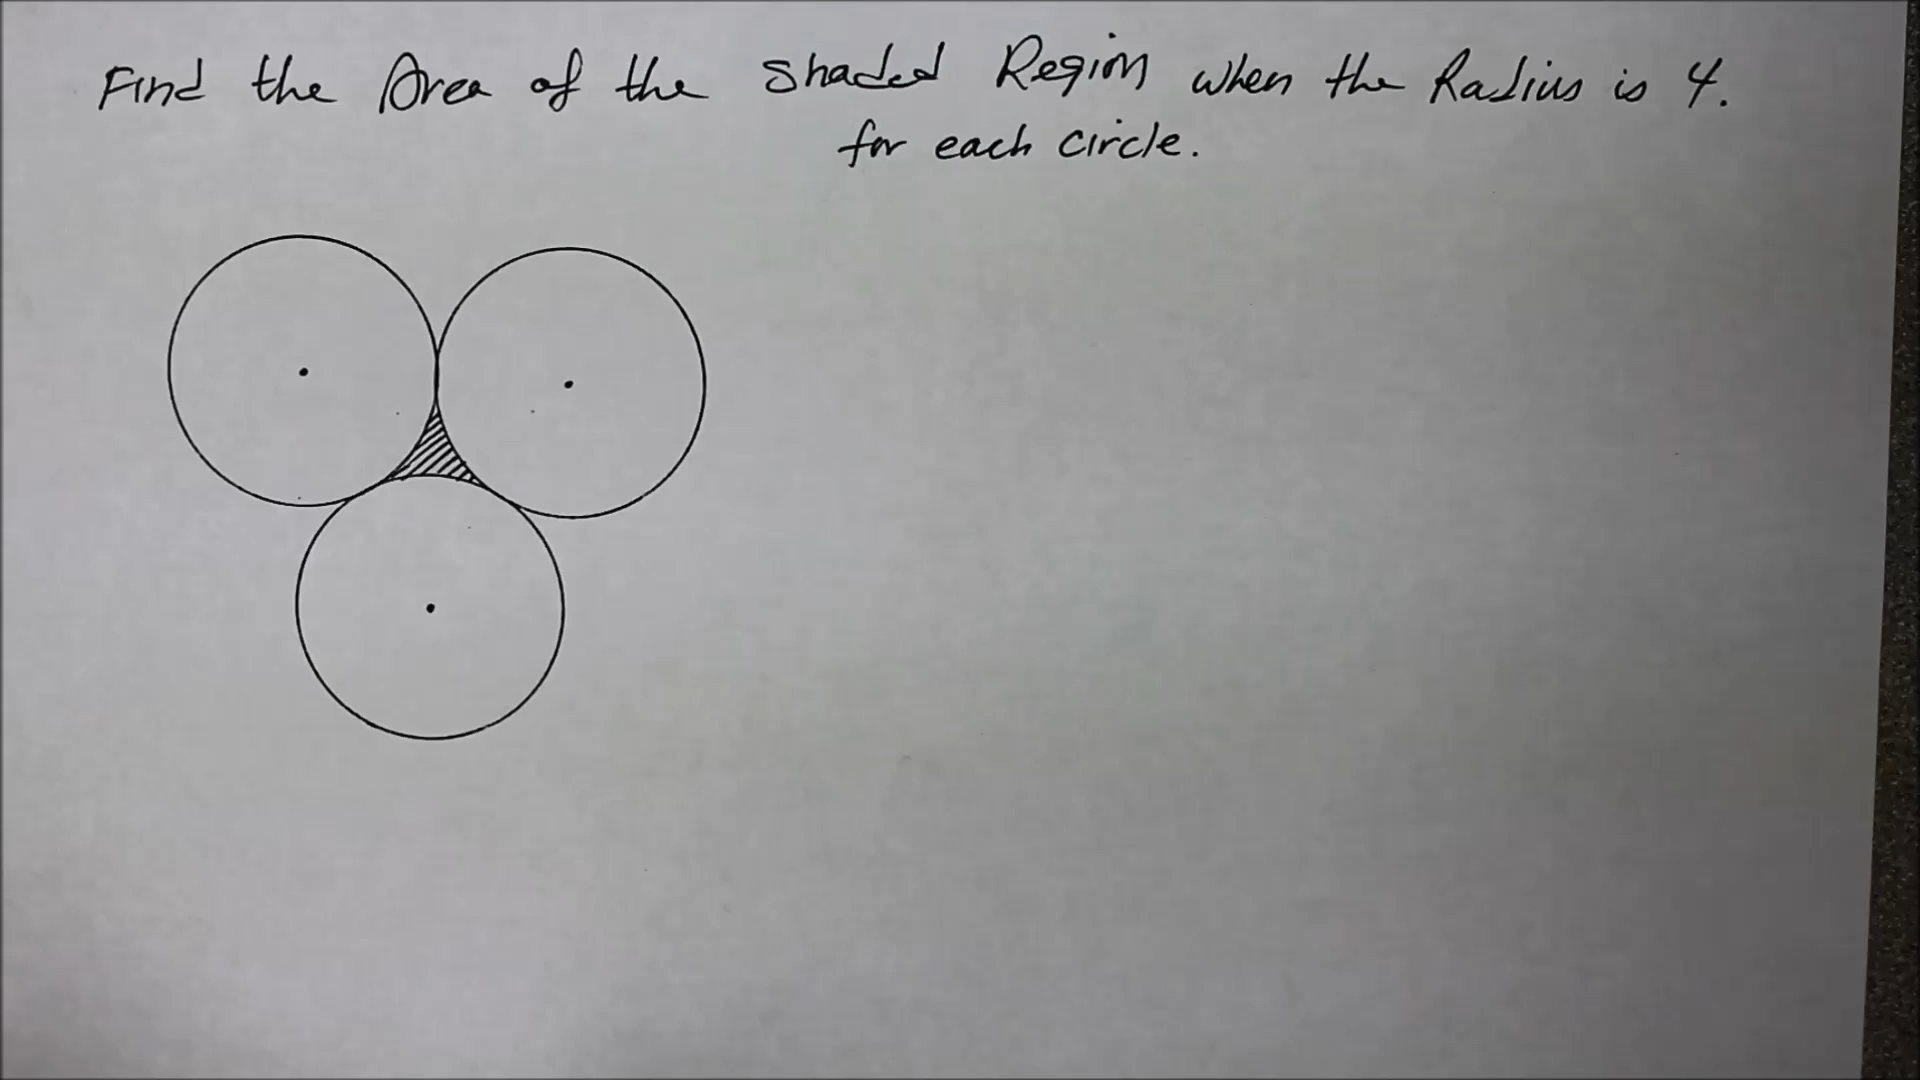 Find the Area of the Shaded Region when the Radius is 4.
for each circle.